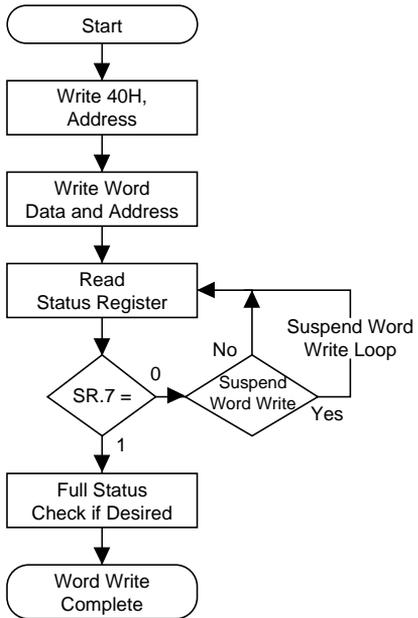 Start
Write 40H,
Address
Write Word
Data and Address
Read
Status Register
Suspend Word
Write Loop
No
SR.7 =
0
Suspend
Word Write
Yes
1
Full Status
Check if Desired
Word Write
Complete